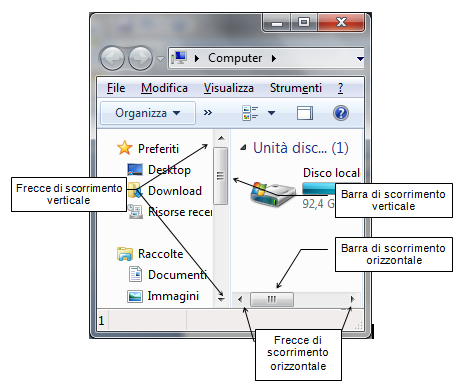 Computer
File Modifica Visualizza Strumenti ?
Organizza »
Preferiti
Desktop
Download
Risorse recen
Raccolte
Documenti
Immagini
Unità disc... (1)
Disco locale
92,4 G
1
Frecce di scorrimento
verticale
Barra di scorrimento
verticale
Barra di scorrimento
orizzontale
Frecce di
scorrimento
orizzontale